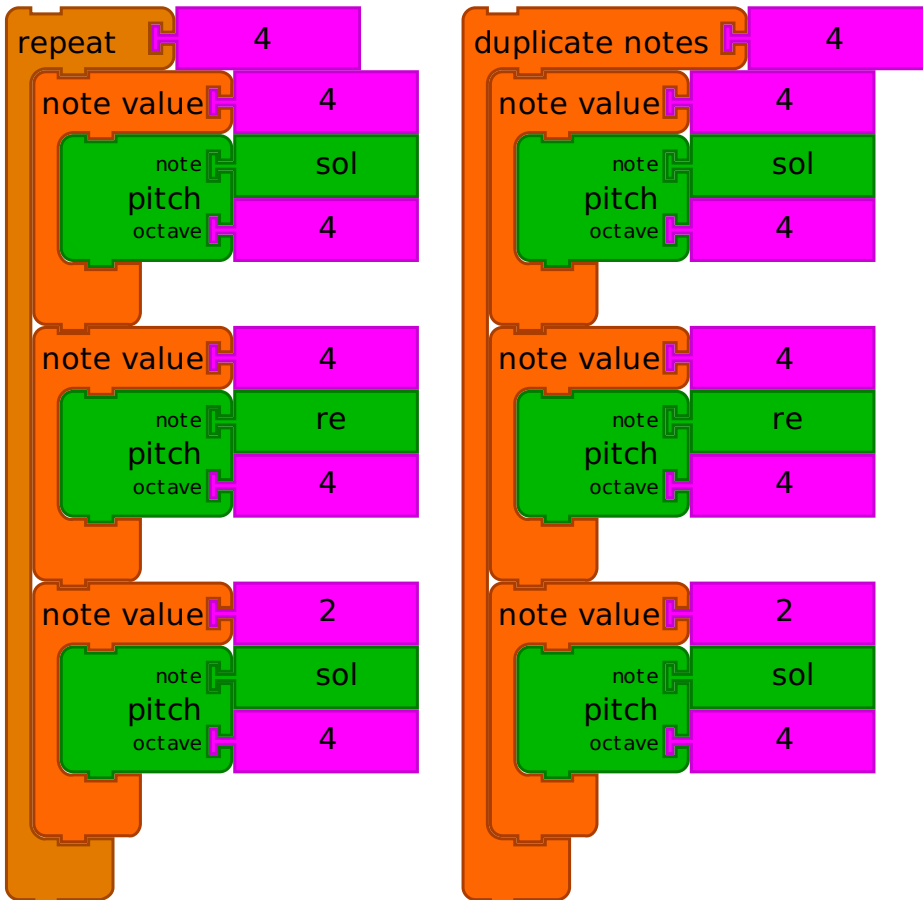 repeat 4
note value 4
note sol
pitch
octave 4
note value 4
note re
pitch
octave 4
note value 2
note sol
pitch
octave 4
duplicate notes 4
note value 4
note sol
pitch
octave 4
note value 4
note re
pitch
octave 4
note value 2
note sol
pitch
octave 4